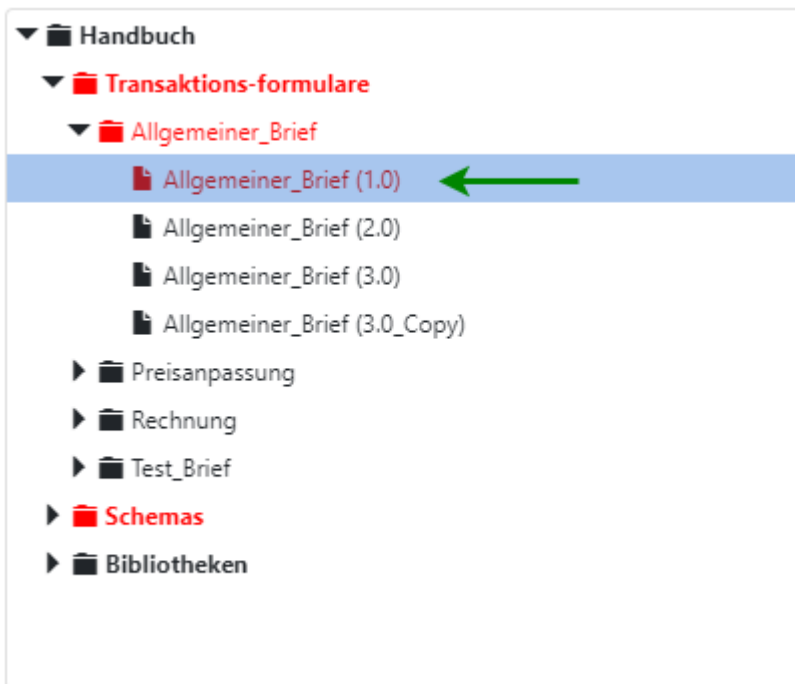 Handbuch
Transaktions-formulare
Allgemeiner_Brief
Allgemeiner_Brief (1.0)
Allgemeiner_Brief (2.0)
Allgemeiner_Brief (3.0)
Allgemeiner_Brief (3.0_Copy)
Preisanpassung
Rechnung
Test_Brief
Schemas
Bibliotheken